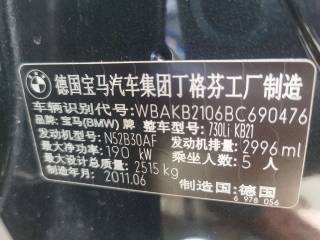 德国宝马汽车集团丁格芬工厂制造
车辆识别代号:WBAKB2106BC690476
品牌:宝马(BMW)牌 整车型号:730Li KB21
发动机型号:N52B30AF 发动机排量:2996 ml
最大净功率:190 kW 乘坐人数:5 人
最大允许总质量:2515 kg
制造年月:2011.06 制造国:德国
6 978 056